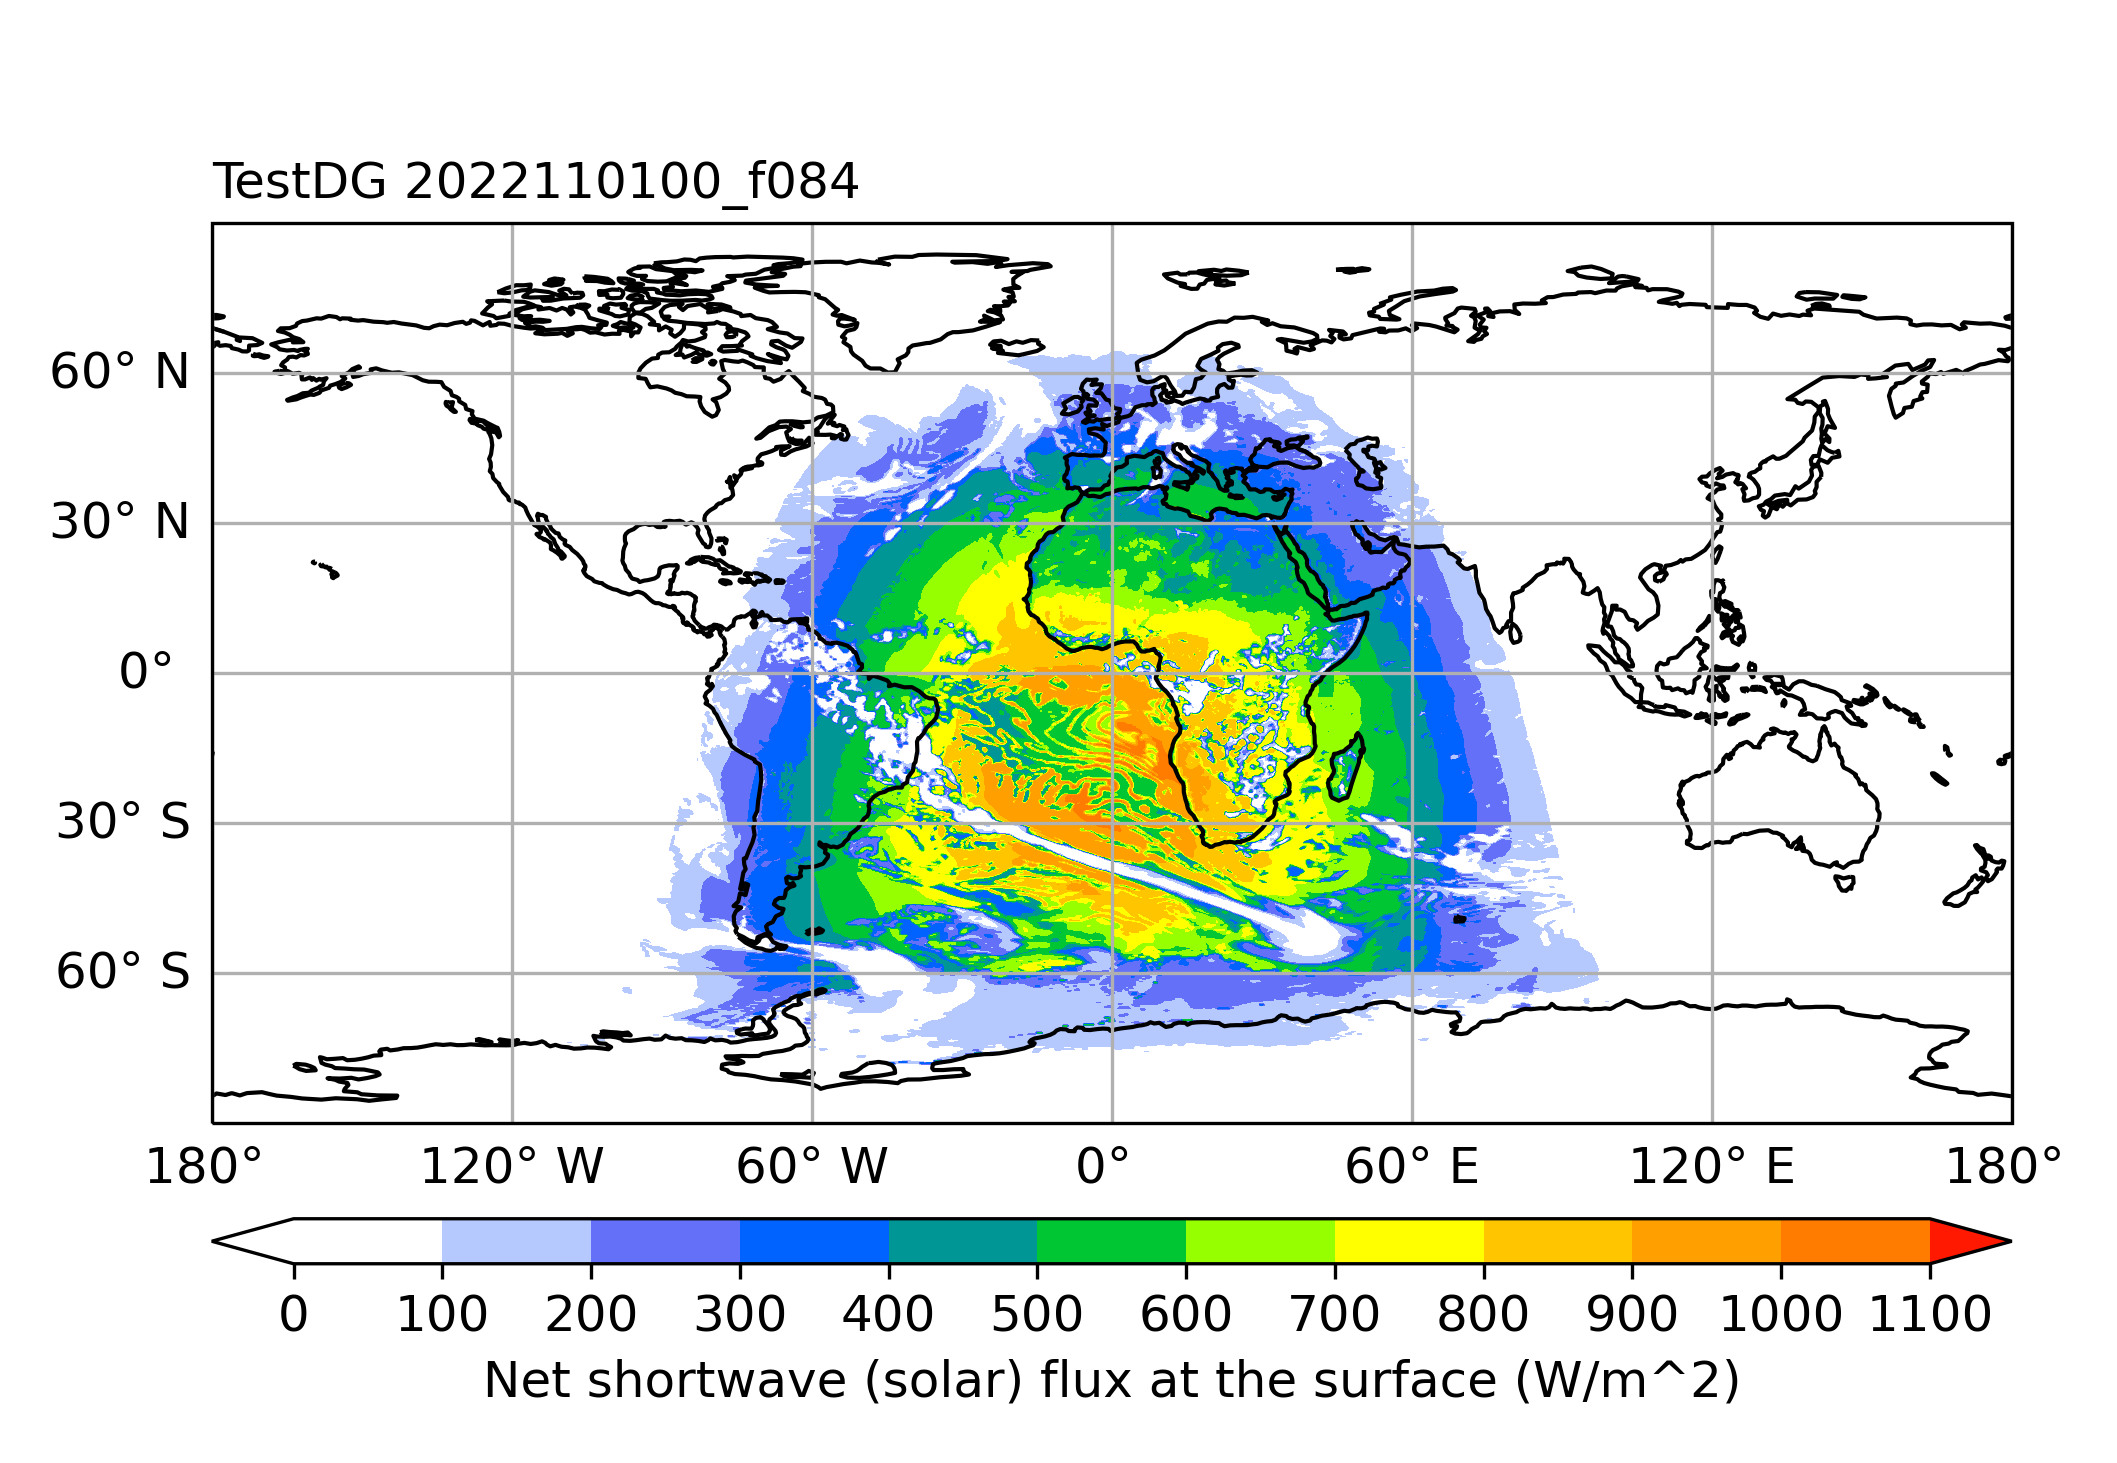 TestDG 2022110100_f084
60° N
30° N
0°
30° S
60° S
180° 120° W 60° W 0° 60° E 120° E 180°
0 100 200 300 400 500 600 700 800 900 1000 1100
Net shortwave (solar) flux at the surface (W/m^2)